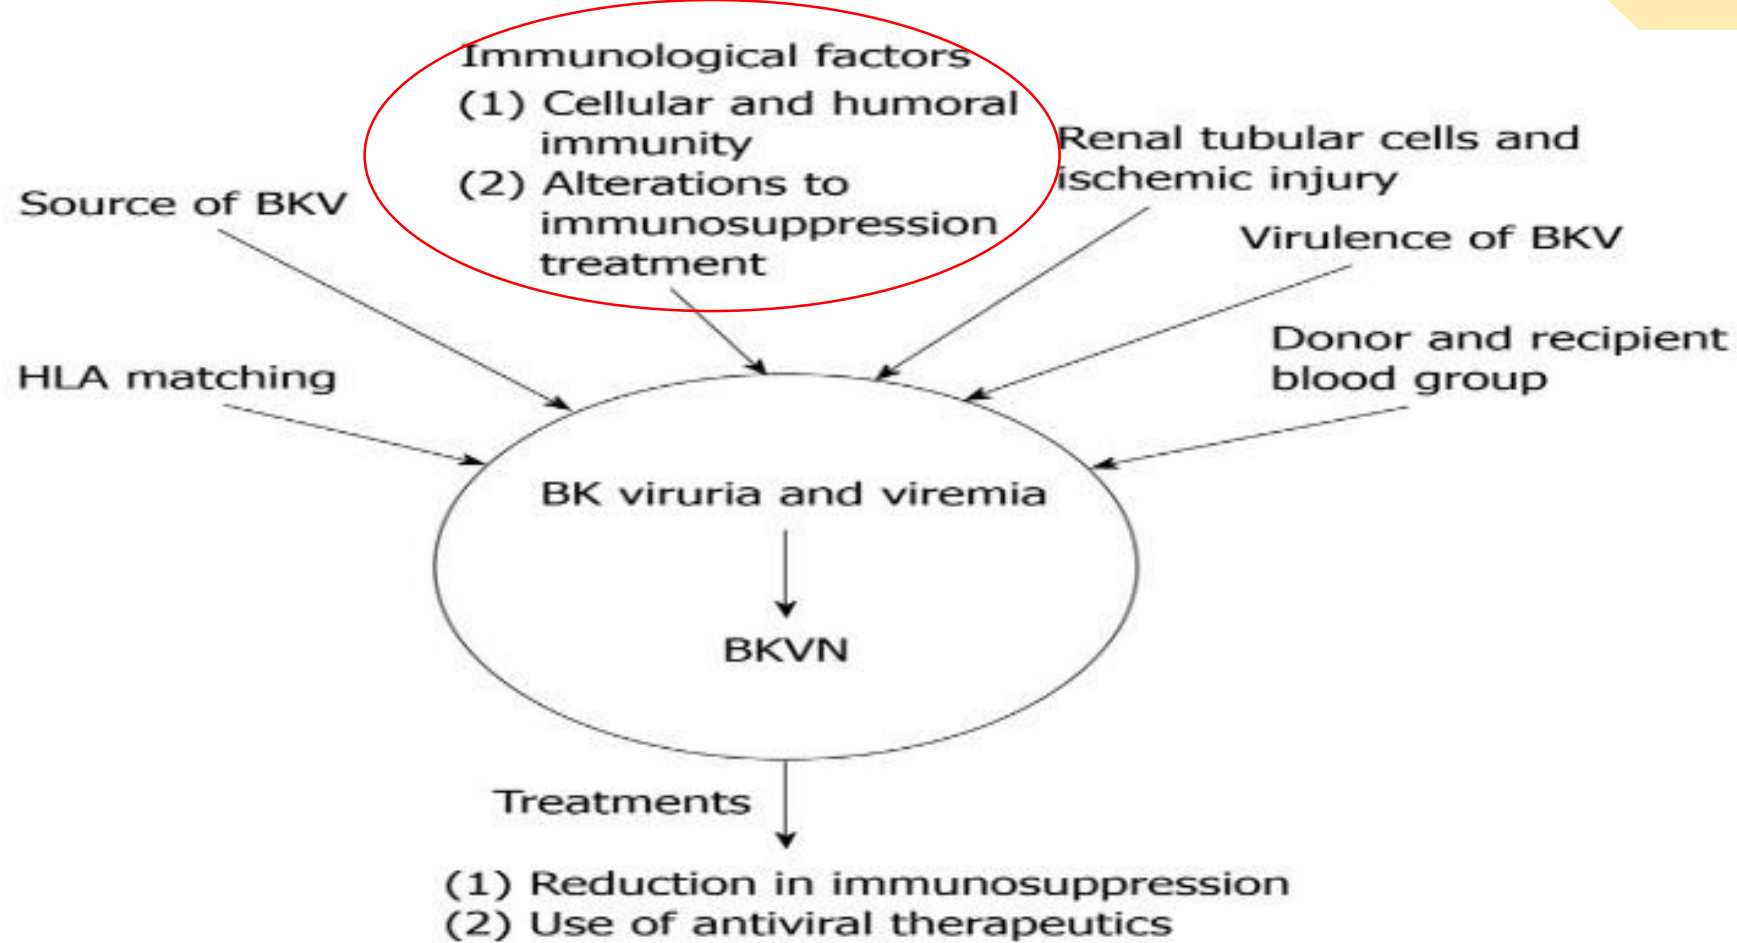 Immunological factors
(1) Cellular and humoral
immunity
(2) Alterations to
immunosuppression
treatment
Renal tubular cells and
ischemic injury
Source of BKV
Virulence of BKV
HLA matching
Donor and recipient
blood group
BK viruria and viremia
BKVN
Treatments
(1) Reduction in immunosuppression
(2) Use of antiviral therapeutics